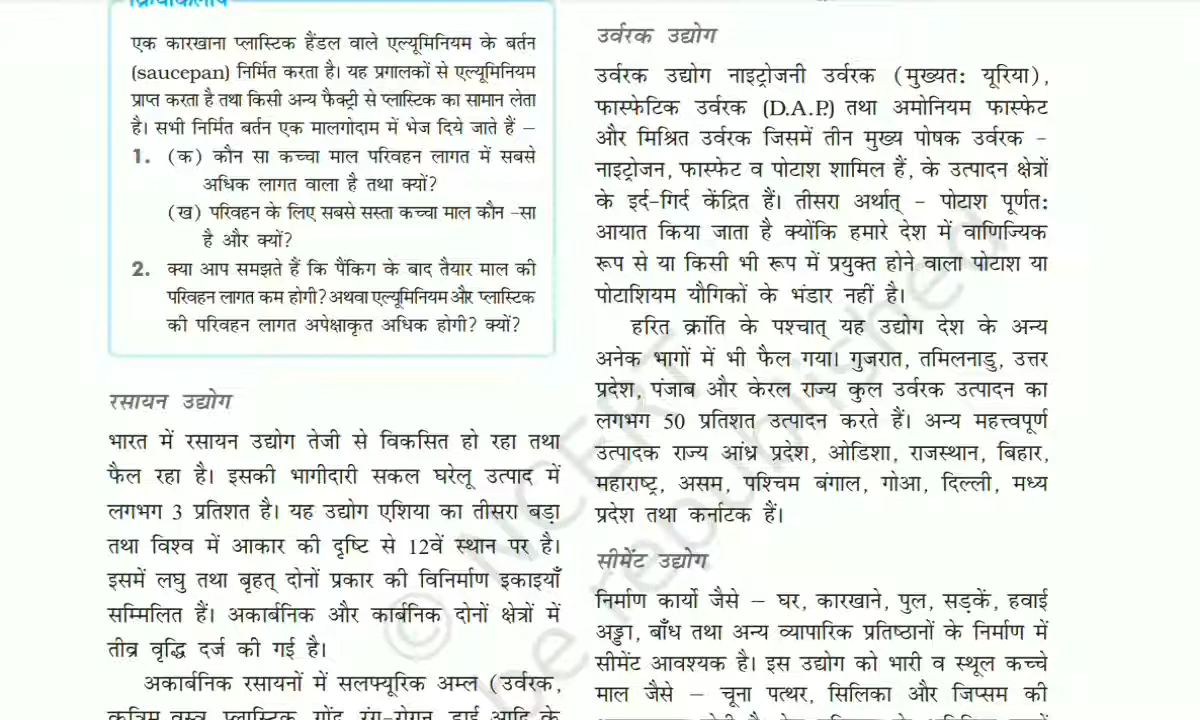 क्रियाकलाप
एक कारखाना प्लास्टिक हैंडल वाले एल्यूमिनियम के बर्तन
(saucepan) निर्मित करता है। यह प्रगालकों से एल्यूमिनियम
प्राप्त करता है तथा किसी अन्य फैक्ट्री से प्लास्टिक का सामान लेता
है। सभी निर्मित बर्तन एक मालगोदाम में भेज दिये जाते हैं –
1. (क) कौन सा कच्चा माल परिवहन लागत में सबसे
अधिक लागत वाला है तथा क्यों?
(ख) परिवहन के लिए सबसे सस्ता कच्चा माल कौन -सा
है और क्यों?
2. क्या आप समझते हैं कि पैंकिग के बाद तैयार माल की
परिवहन लागत कम होगी? अथवा एल्यूमिनियम और प्लास्टिक
की परिवहन लागत अपेक्षाकृत अधिक होगी? क्यों?
रसायन उद्योग
भारत में रसायन उद्योग तेजी से विकसित हो रहा तथा
फैल रहा है। इसकी भागीदारी सकल घरेलू उत्पाद में
लगभग 3 प्रतिशत है। यह उद्योग एशिया का तीसरा बड़ा
तथा विश्व में आकार की दृष्टि से 12वें स्थान पर है।
इसमें लघु तथा बृहत् दोनों प्रकार की विनिर्माण इकाइयाँ
सम्मिलित हैं। अकार्बनिक और कार्बनिक दोनों क्षेत्रों में
तीव्र वृद्धि दर्ज की गई है।
अकार्बनिक रसायनों में सलफ्यूरिक अम्ल (उर्वरक,
कृत्रिम वस्त्र, प्लास्टिक, गोंद, रंग-रोगन, डाई आदि के
उर्वरक उद्योग
उर्वरक उद्योग नाइट्रोजनी उर्वरक (मुख्यतः यूरिया),
फास्फेटिक उर्वरक (D.A.P.) तथा अमोनियम फास्फेट
और मिश्रित उर्वरक जिसमें तीन मुख्य पोषक उर्वरक –
नाइट्रोजन, फास्फेट व पोटाश शामिल हैं, के उत्पादन क्षेत्रों
के इर्द-गिर्द केंद्रित हैं। तीसरा अर्थात् – पोटाश पूर्णतः
आयात किया जाता है क्योंकि हमारे देश में वाणिज्यिक
रूप से या किसी भी रूप में प्रयुक्त होने वाला पोटाश या
पोटाशियम यौगिकों के भंडार नहीं है।
हरित क्रांति के पश्चात् यह उद्योग देश के अन्य
अनेक भागों में भी फैल गया। गुजरात, तमिलनाडु, उत्तर
प्रदेश, पंजाब और केरल राज्य कुल उर्वरक उत्पादन का
लगभग 50 प्रतिशत उत्पादन करते हैं। अन्य महत्त्वपूर्ण
उत्पादक राज्य आंध्र प्रदेश, ओडिशा, राजस्थान, बिहार,
महाराष्ट्र, असम, पश्चिम बंगाल, गोआ, दिल्ली, मध्य
प्रदेश तथा कर्नाटक हैं।
सीमेंट उद्योग
निर्माण कार्यो जैसे – घर, कारखाने, पुल, सड़कें, हवाई
अड्डा, बाँध तथा अन्य व्यापारिक प्रतिष्ठानों के निर्माण में
सीमेंट आवश्यक है। इस उद्योग को भारी व स्थूल कच्चे
माल जैसे – चूना पत्थर, सिलिका और जिप्सम की
© NCERT
be republished